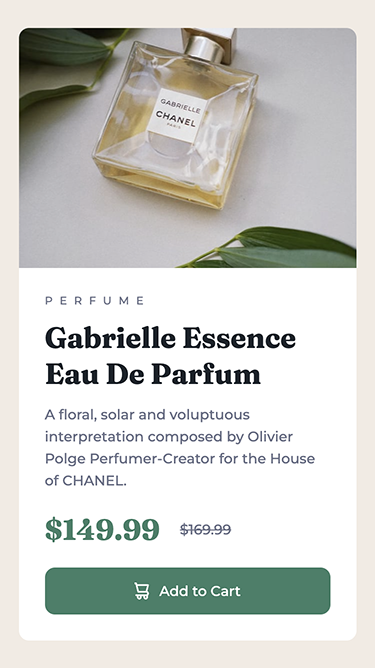 GABRIELLE
CHANEL
PARIS
PERFUME
Gabrielle Essence
Eau De Parfum
A floral, solar and voluptuous
interpretation composed by Olivier
Polge Perfumer-Creator for the House
of CHANEL.
$149.99 $169.99
Add to Cart